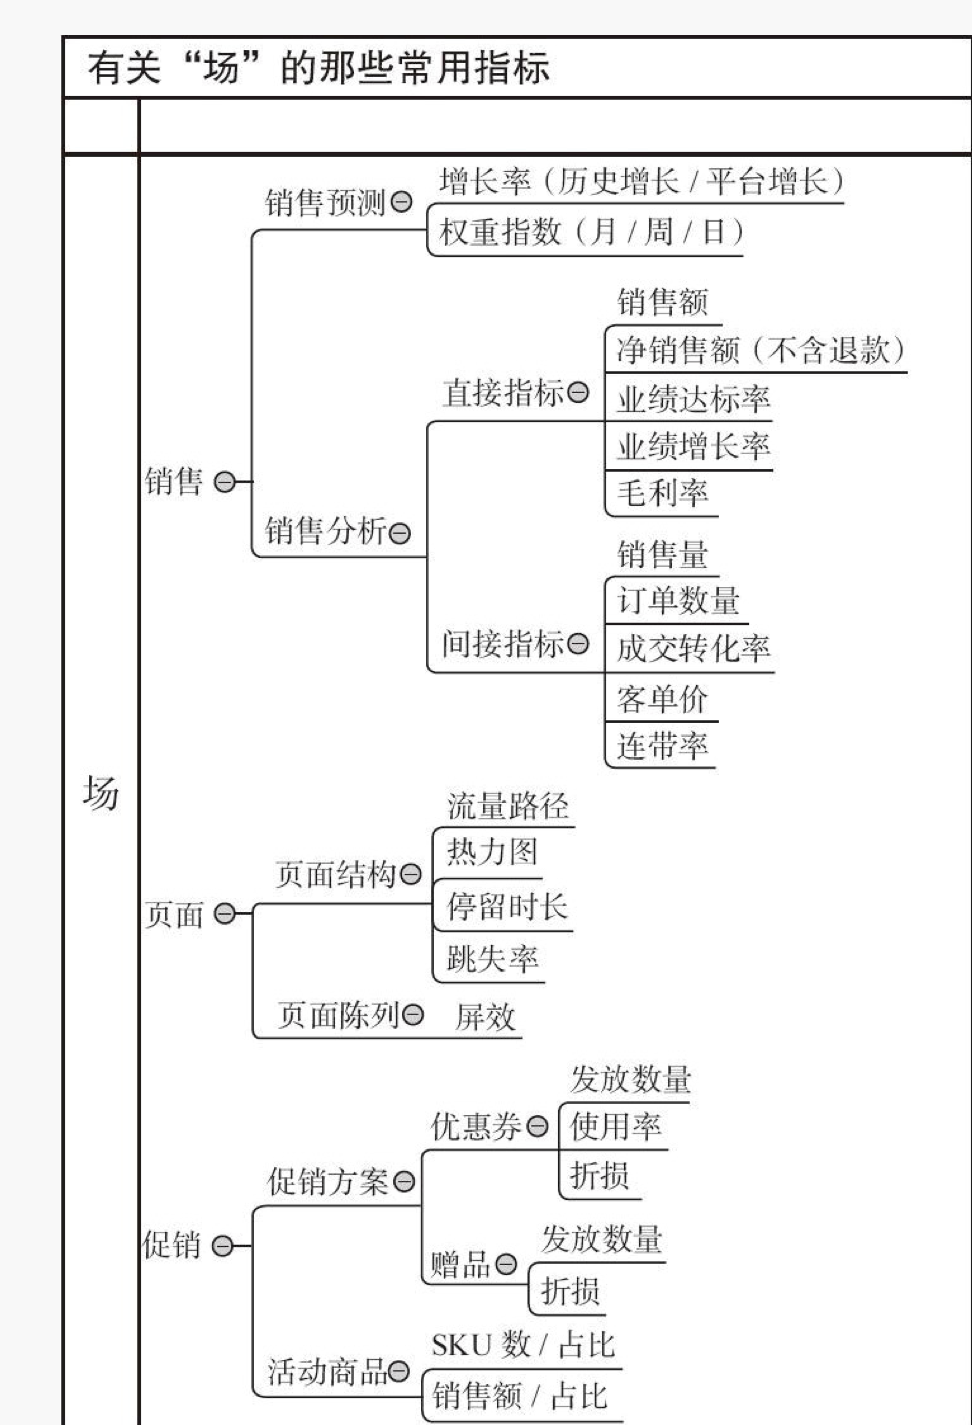 有关“场”的那些常用指标
场
销售
销售预测
增长率（历史增长 / 平台增长）
权重指数（月 / 周 / 日）
销售分析
直接指标
销售额
净销售额（不含退款）
业绩达标率
业绩增长率
毛利率
间接指标
销售量
订单数量
成交转化率
客单价
连带率
页面
页面结构
流量路径
热力图
停留时长
跳失率
页面陈列
屏效
促销
促销方案
优惠券
发放数量
使用率
折损
赠品
发放数量
折损
活动商品
SKU 数 / 占比
销售额 / 占比